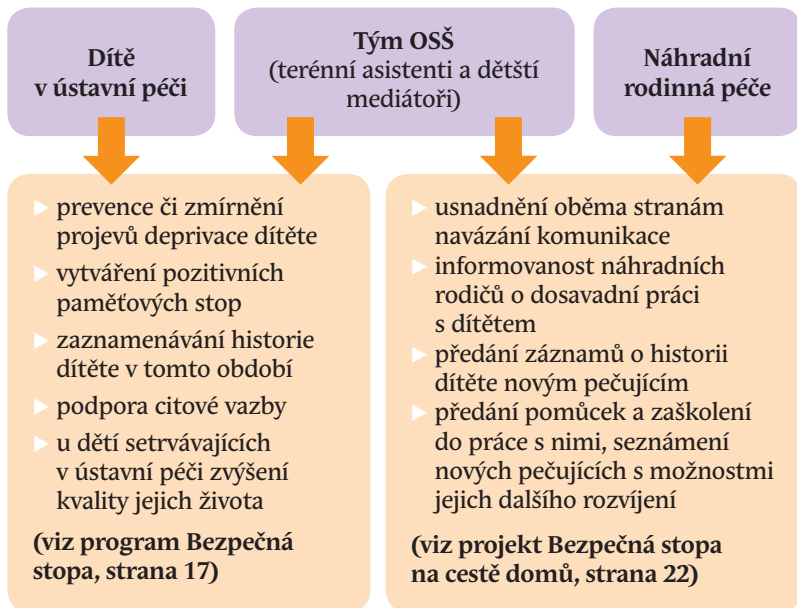 Dítě
v ústavní péči
Tým OSŠ
(terénní asistenti a dětští
mediátoři)
Náhradní
rodinná péče
prevence či zmírnění
projevů deprivace dítěte
vytváření pozitivních
paměťových stop
zaznamenávání historie
dítěte v tomto období
podpora citové vazby
u dětí setrvávajících
v ústavní péči zvýšení
kvality jejich života
(viz program Bezpečná
stopa, strana 17)
usnadnění oběma stranám
navázání komunikace
informovanost náhradních
rodičů o dosavadní práci
s dítětem
předání záznamů o historii
dítěte novým pečujícím
předání pomůcek a zaškolení
do práce s nimi, seznámení
nových pečujících s možnostmi
jejich dalšího rozvíjení
(viz projekt Bezpečná stopa
na cestě domů, strana 22)